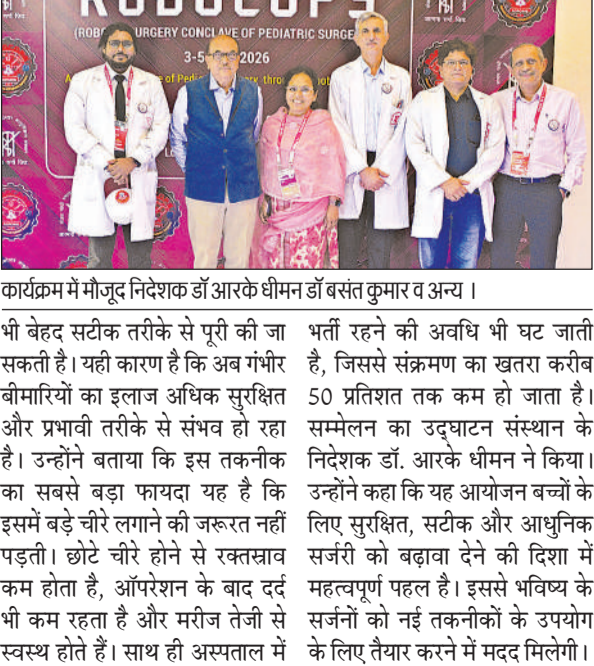 ROBOCOPS
(ROBO SURGERY CONCLAVE OF PEDIATRIC SURGE
3-5 2026
of Pedi
कार्यक्रम में मौजूद निदेशक डॉ आरके धीमन डॉ बसंत कुमार व अन्य ।
भी बेहद सटीक तरीके से पूरी की जा
सकती है। यही कारण है कि अब गंभीर
बीमारियों का इलाज अधिक सुरक्षित
और प्रभावी तरीके से संभव हो रहा
है। उन्होंने बताया कि इस तकनीक
का सबसे बड़ा फायदा यह है कि
इसमें बड़े चीरे लगाने की जरूरत नहीं
पड़ती। छोटे चीरे होने से रक्तस्राव
कम होता है, ऑपरेशन के बाद दर्द
भी कम रहता है और मरीज तेजी से
स्वस्थ होते हैं। साथ ही अस्पताल में
भर्ती रहने की अवधि भी घट जाती
है, जिससे संक्रमण का खतरा करीब
50 प्रतिशत तक कम हो जाता है।
सम्मेलन का उद्घाटन संस्थान के
निदेशक डॉ. आरके धीमन ने किया।
उन्होंने कहा कि यह आयोजन बच्चों के
लिए सुरक्षित, सटीक और आधुनिक
सर्जरी को बढ़ावा देने की दिशा में
महत्वपूर्ण पहल है। इससे भविष्य के
सर्जनों को नई तकनीकों के उपयोग
के लिए तैयार करने में मदद मिलेगी।